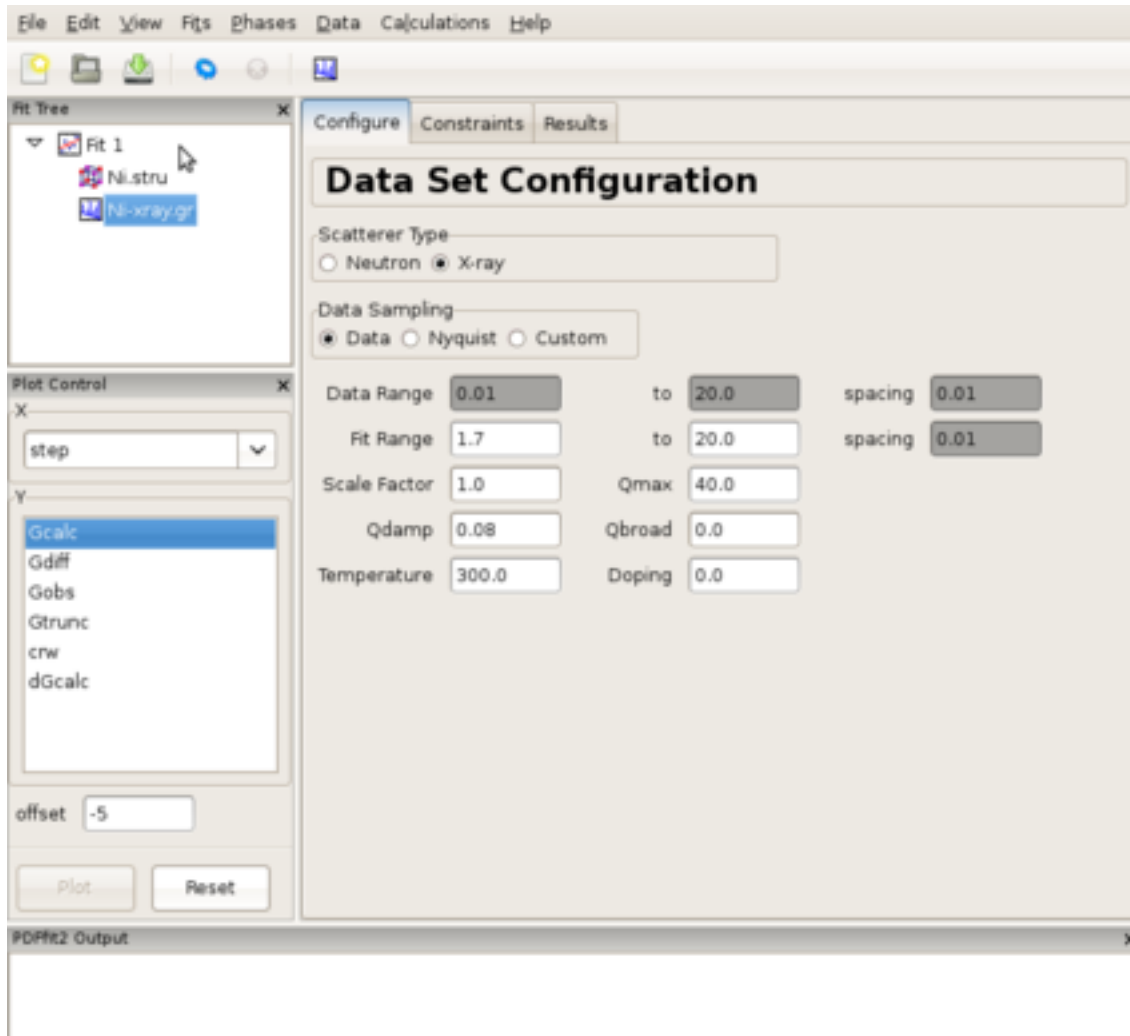 File Edit View Fits Phases Data Calculations Help
Fit Tree
Fit 1
Ni.stru
Ni-xray.gr
Plot Control
X
step
Y
Gcalc
Gdiff
Gobs
Gtrunc
crw
dGcalc
offset -5
Plot Reset
Configure Constraints Results
Data Set Configuration
Scatterer Type
Neutron X-ray
Data Sampling
Data Nyquist Custom
Data Range 0.01 to 20.0 spacing 0.01
Fit Range 1.7 to 20.0 spacing 0.01
Scale Factor 1.0 Qmax 40.0
Qdamp 0.08 Qbroad 0.0
Temperature 300.0 Doping 0.0
PDFfit2 Output